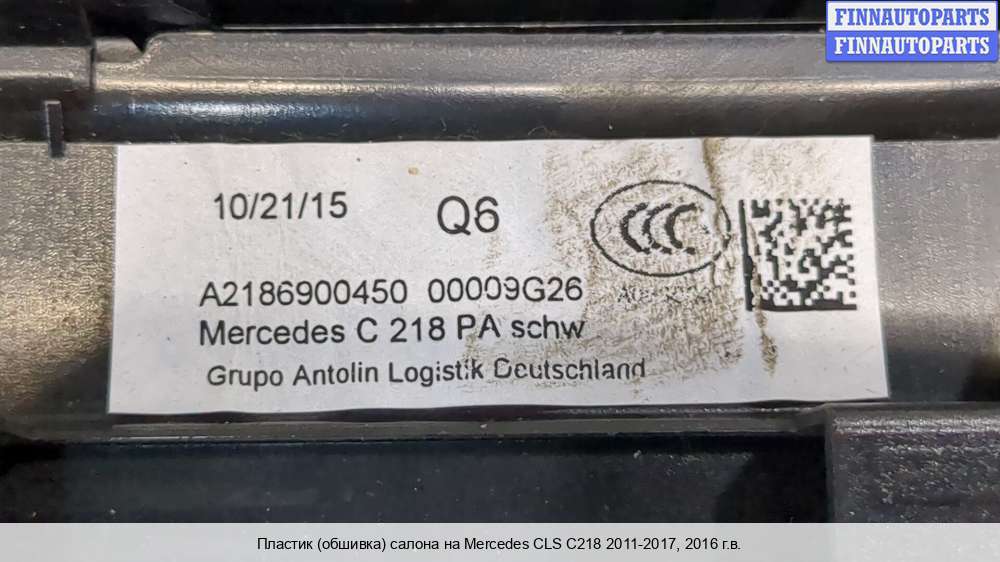 FINNAUTOPARTS
FINNAUTOPARTS
10/21/15 Q6
A2186900450 00009G26
Mercedes C 218 PA schw
Grupo Antolin Logistik Deutschland
Пластик (обшивка) салона на Mercedes CLS C218 2011-2017, 2016 г.в.